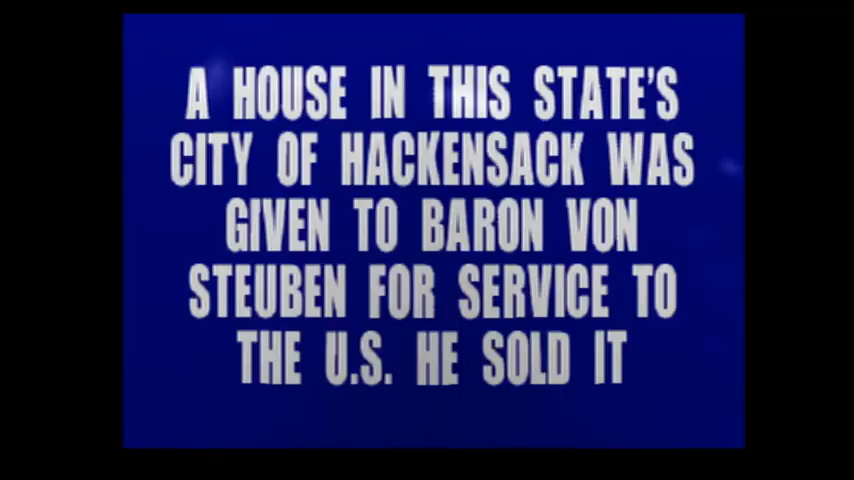 A HOUSE IN THIS STATE'S
CITY OF HACKENSACK WAS
GIVEN TO BARON VON
STEUBEN FOR SERVICE TO
THE U.S. HE SOLD IT